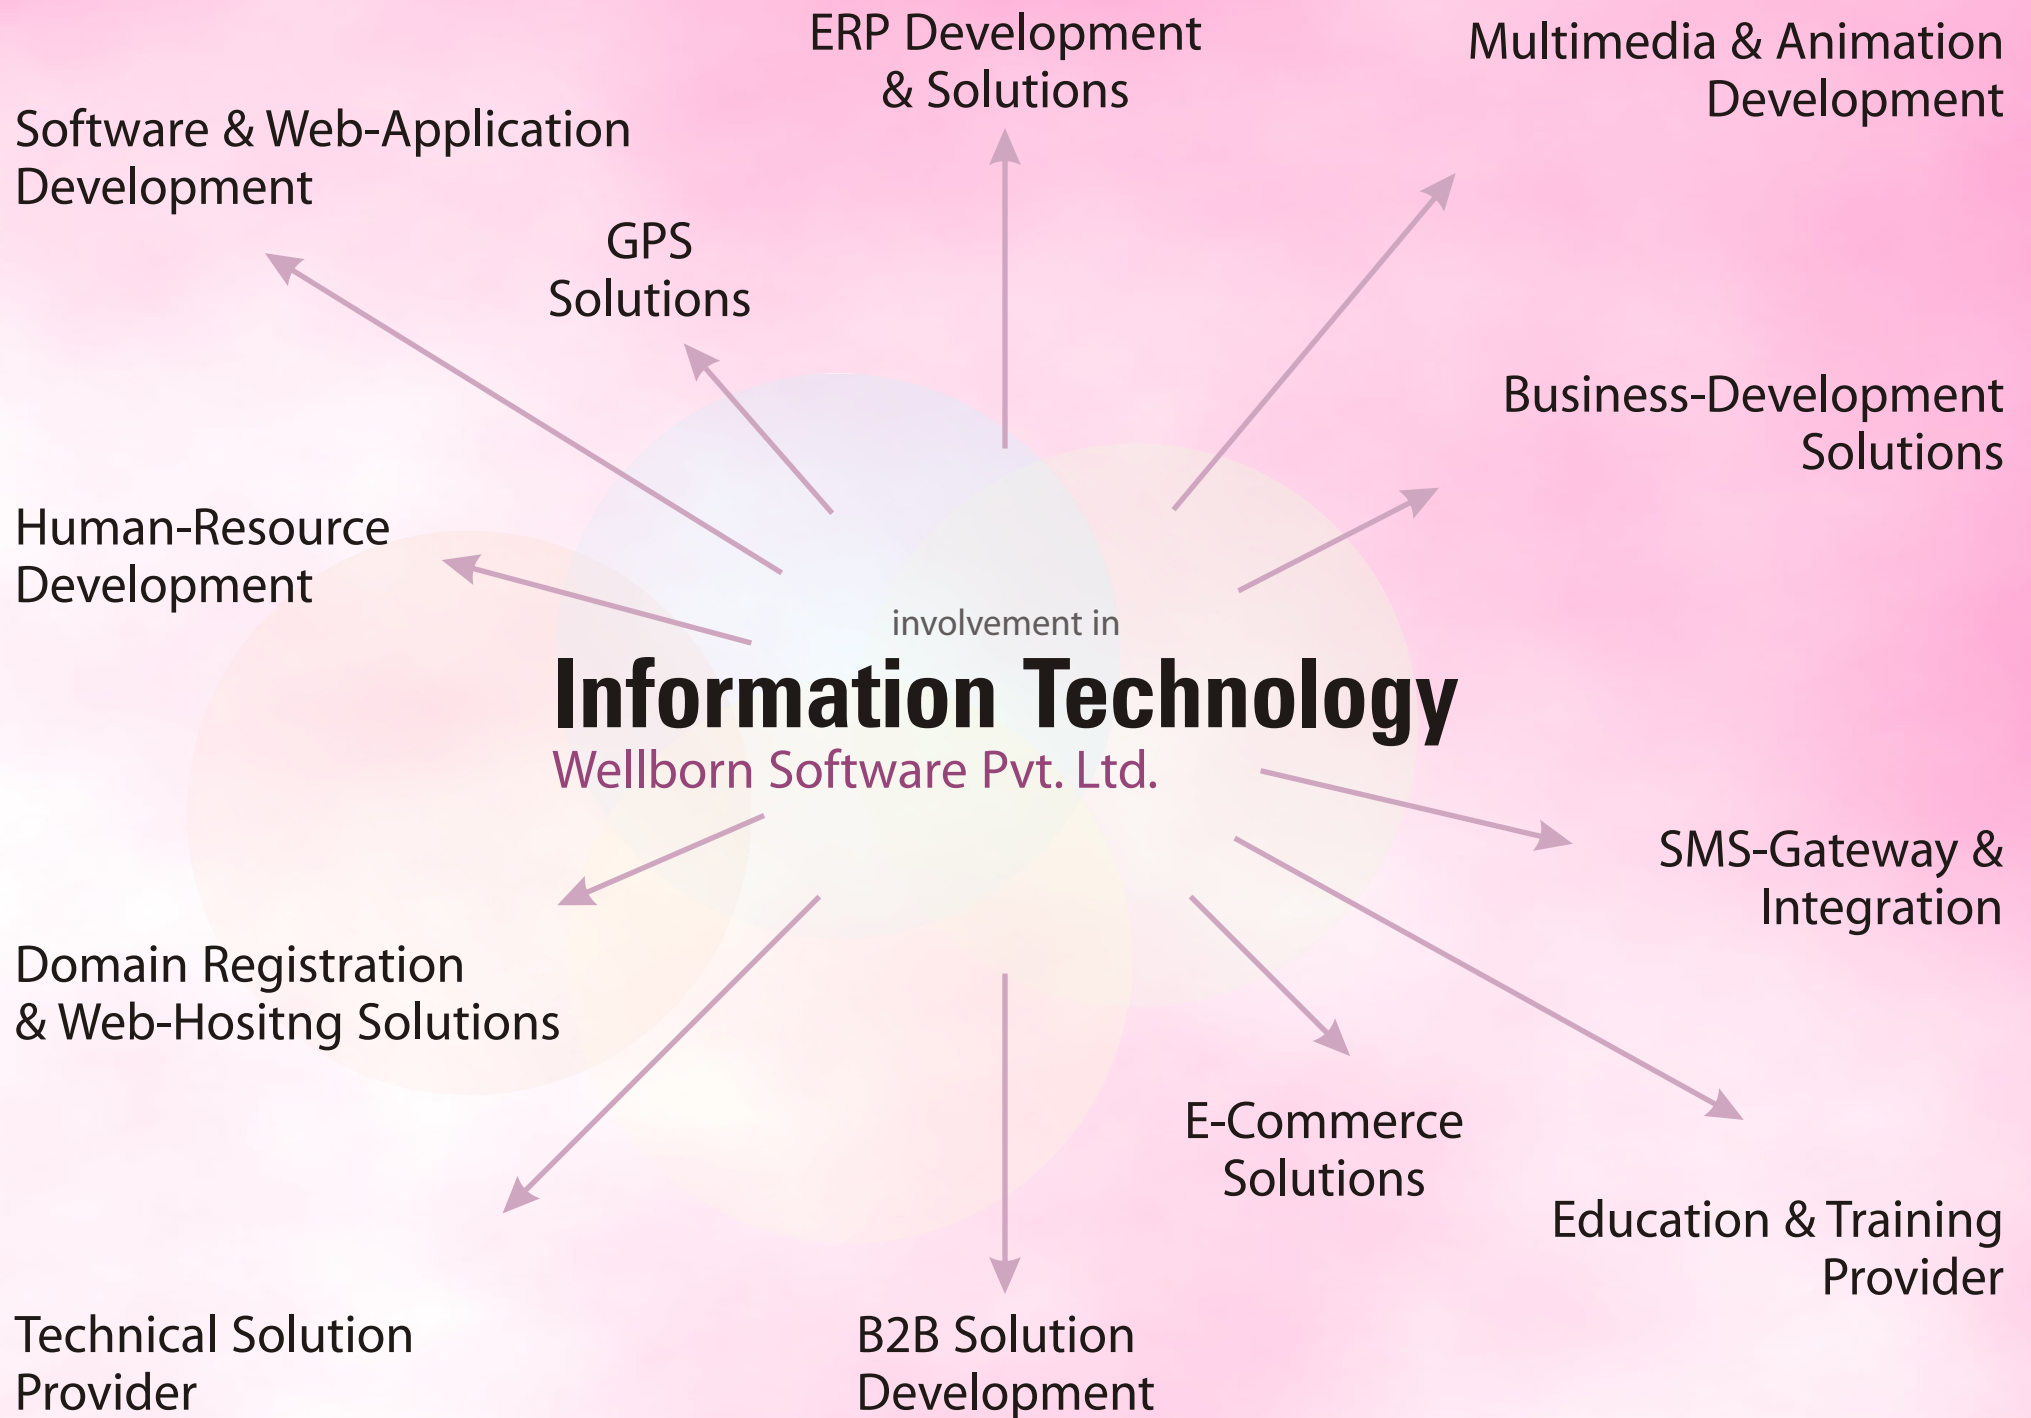 ERP Development
& Solutions
Multimedia & Animation
Development
Software & Web-Application
Development
GPS
Solutions
Business-Development
Solutions
Human-Resource
Development
involvement in
Information Technology
Wellborn Software Pvt. Ltd.
SMS-Gateway &
Integration
Domain Registration
& Web-Hositng Solutions
E-Commerce
Solutions
Education & Training
Provider
Technical Solution
Provider
B2B Solution
Development